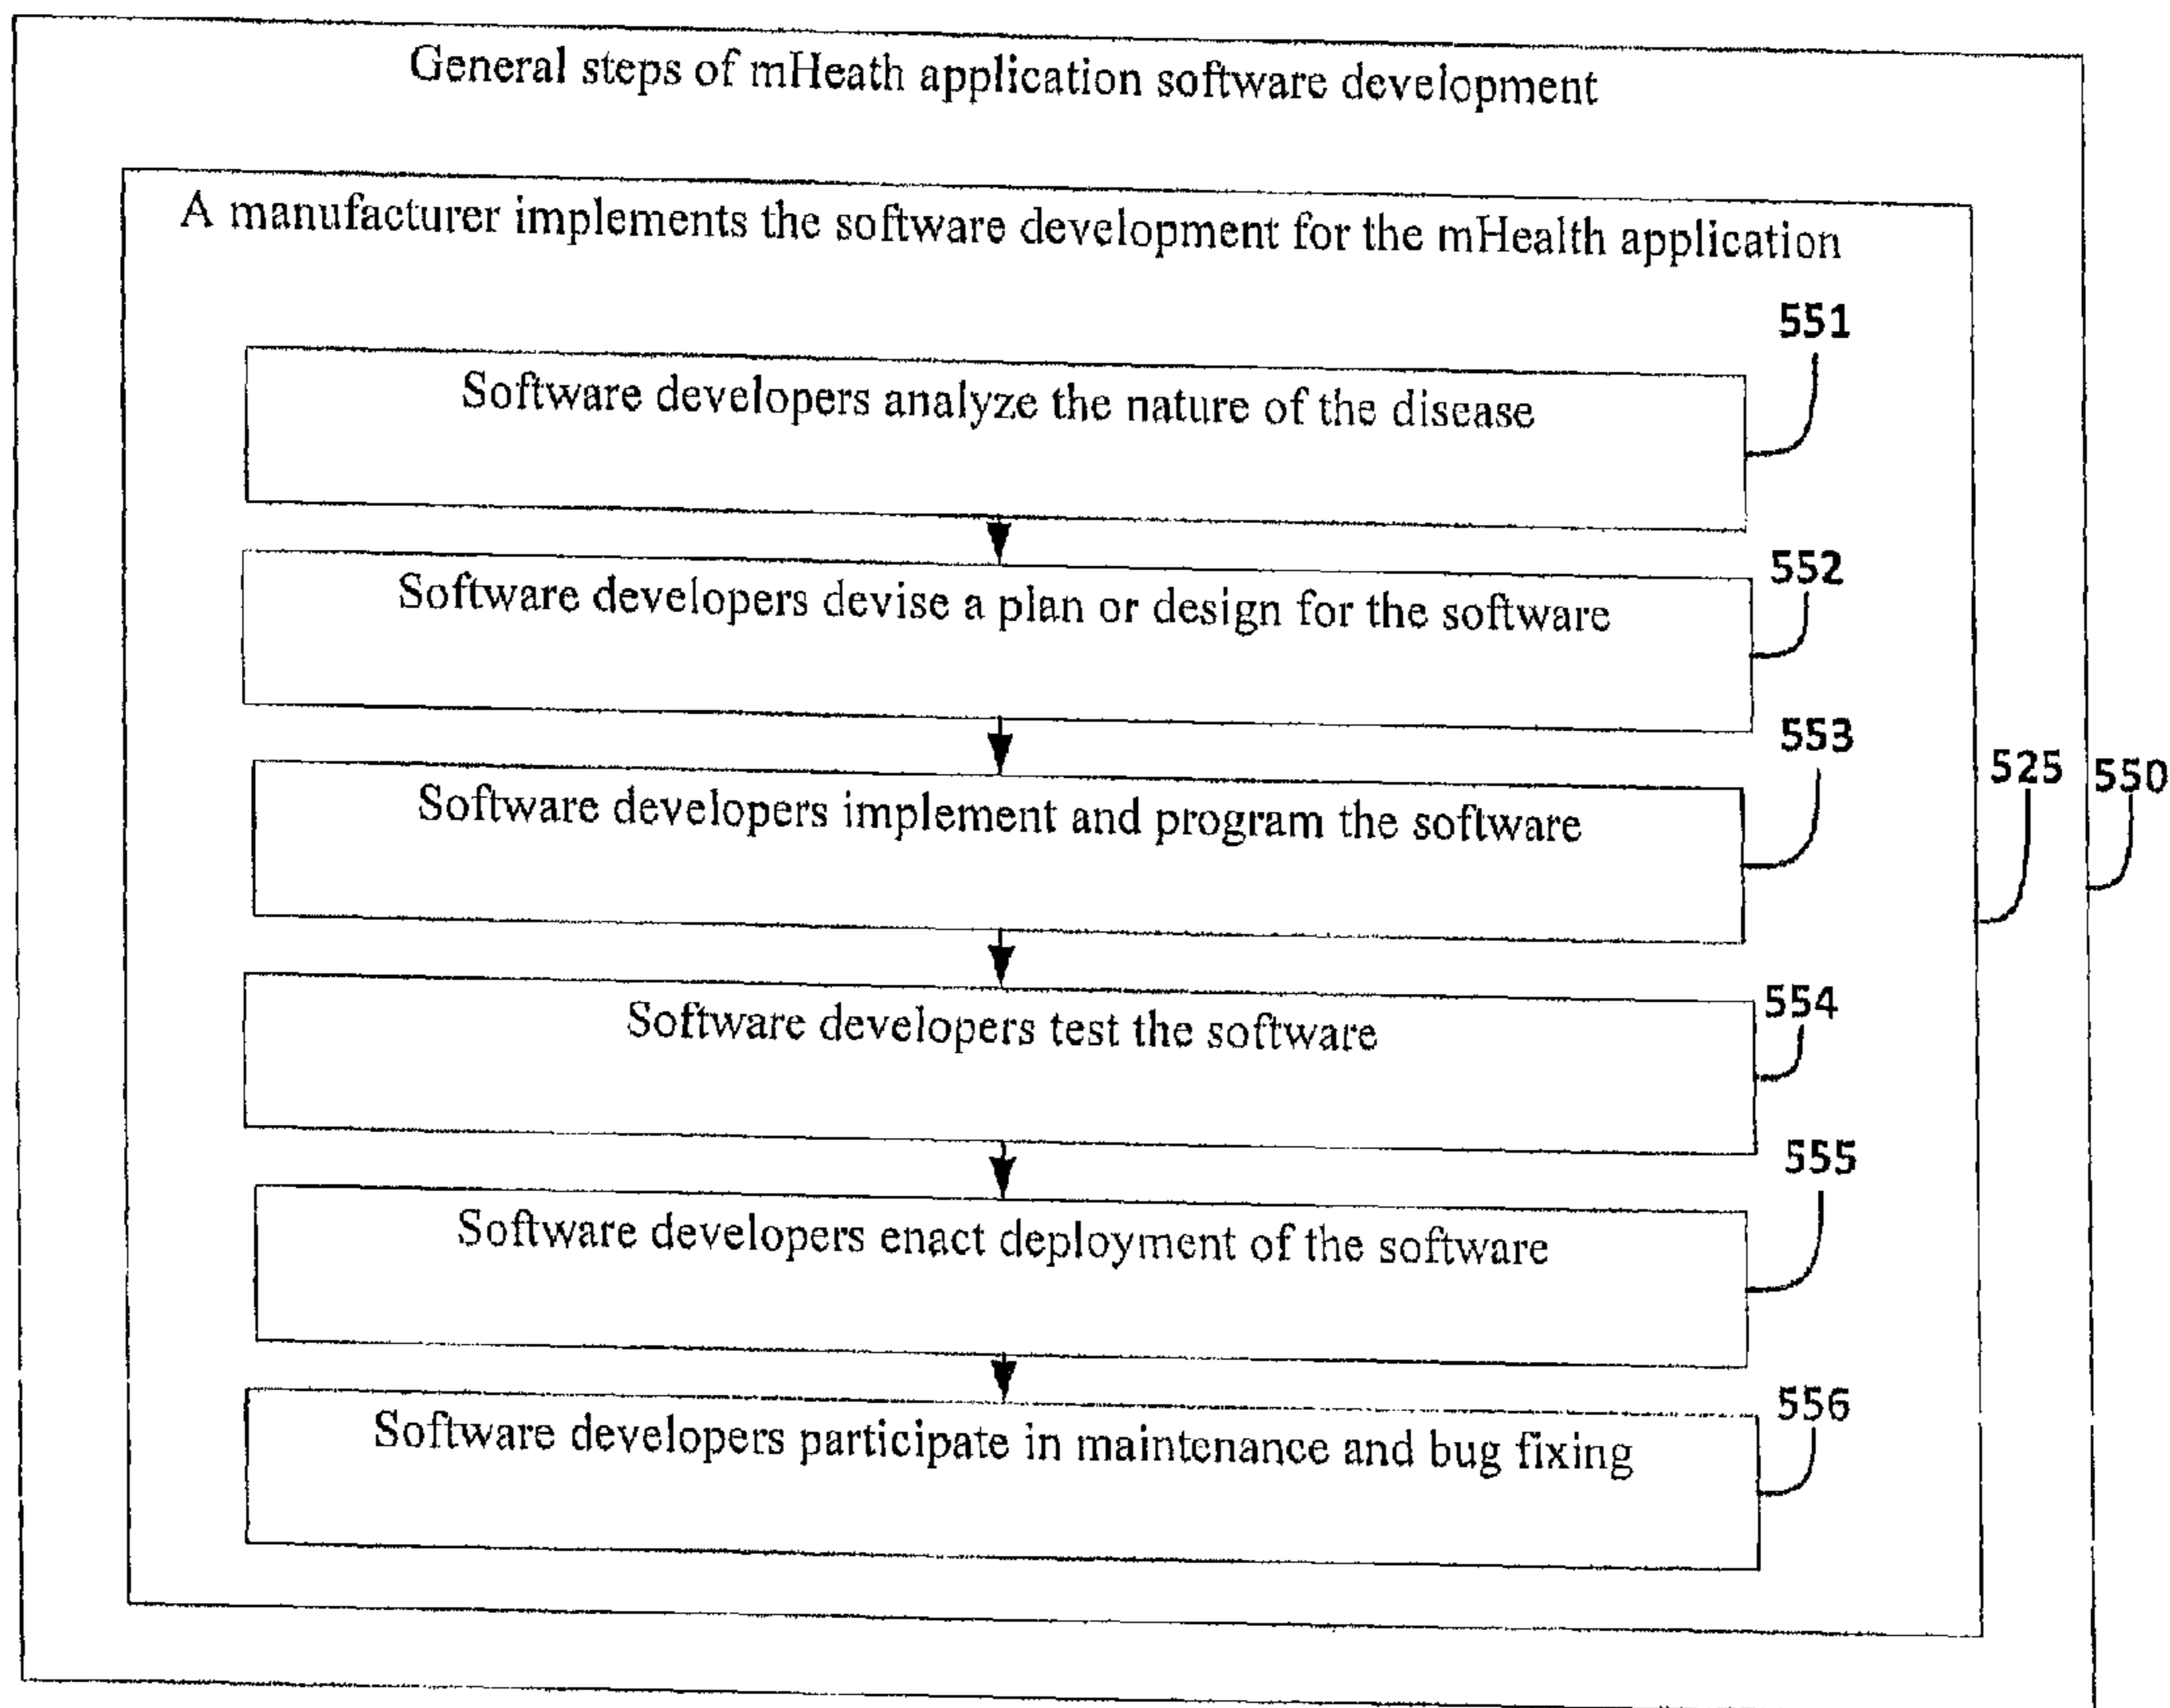 General steps of mHeath application software development
A manufacturer implements the software development for the mHealth application
551
Software developers analyze the nature of the disease
552
Software developers devise a plan or design for the software
553
Software developers implement and program the software
525
550
554
Software developers test the software
555
Software developers enact deployment of the software
556
Software developers participate in maintenance and bug fixing